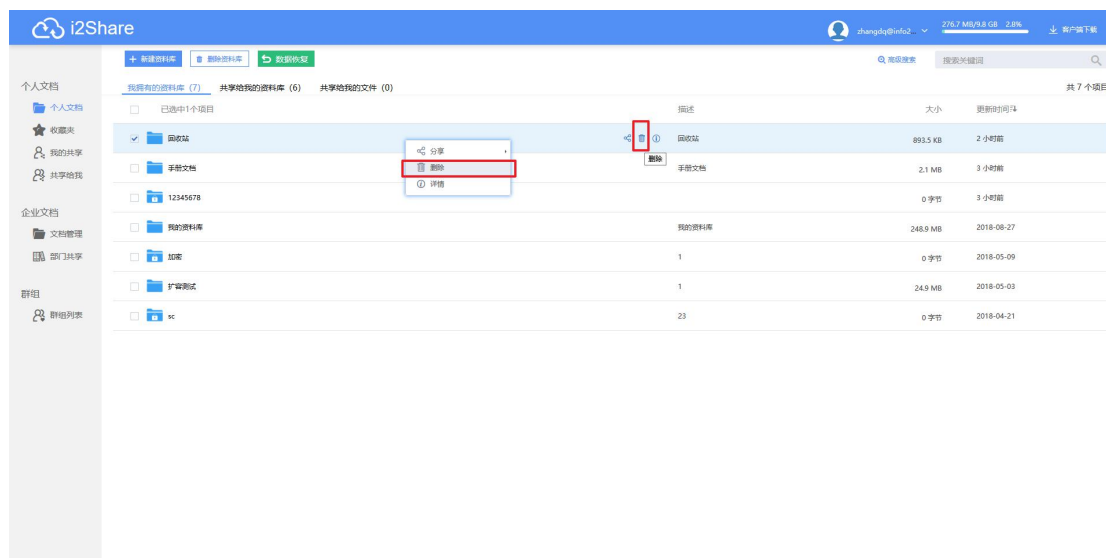 i2Share
zhangdq@info2...
276.7 MB/9.8 GB 2.8%
客户端下载
新建资料库
删除资料库
数据恢复
高级搜索
搜索关键词
个人文档
个人文档
收藏夹
我的共享
共享给我
企业文档
文档管理
部门共享
群组
群组列表
我拥有的资料库 (7) 共享给我的资料库 (6) 共享给我的文件 (0) 共 7 个项目
已选中1个项目 描述 大小 更新时间
回收站 回收站 893.5 KB 2 小时前
删除
分享
删除
详情
手册文档 手册文档 2.1 MB 3 小时前
12345678 0 字节 3 小时前
我的资料库 我的资料库 248.9 MB 2018-08-27
加密 1 0 字节 2018-05-09
扩容测试 1 24.9 MB 2018-05-03
sc 23 0 字节 2018-04-21